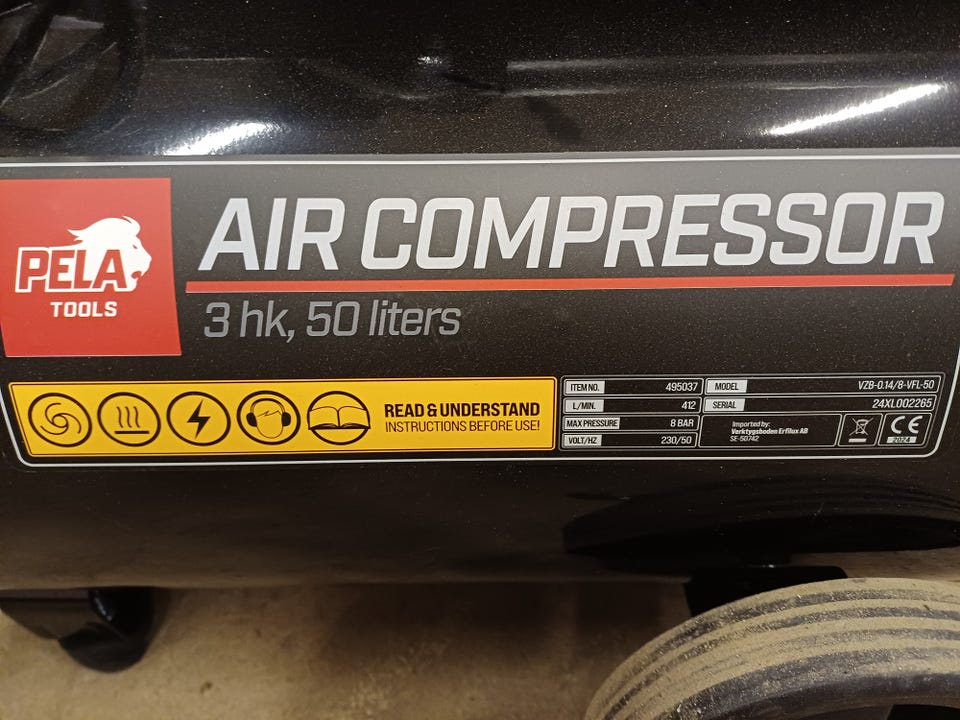 PELA
TOOLS
AIR COMPRESSOR
3 hk, 50 liters
READ & UNDERSTAND
INSTRUCTIONS BEFORE USE!
ITEM NO. 495037
L/MIN. 412
MAX PRESSURE 8 BAR
VOLT/HZ 230/50
MODEL VZB-0.14/8-VFL-50
SERIAL 24XL002265
Imported by:
Verktygsboden Erfilux AB
SE-50742
CE
2024